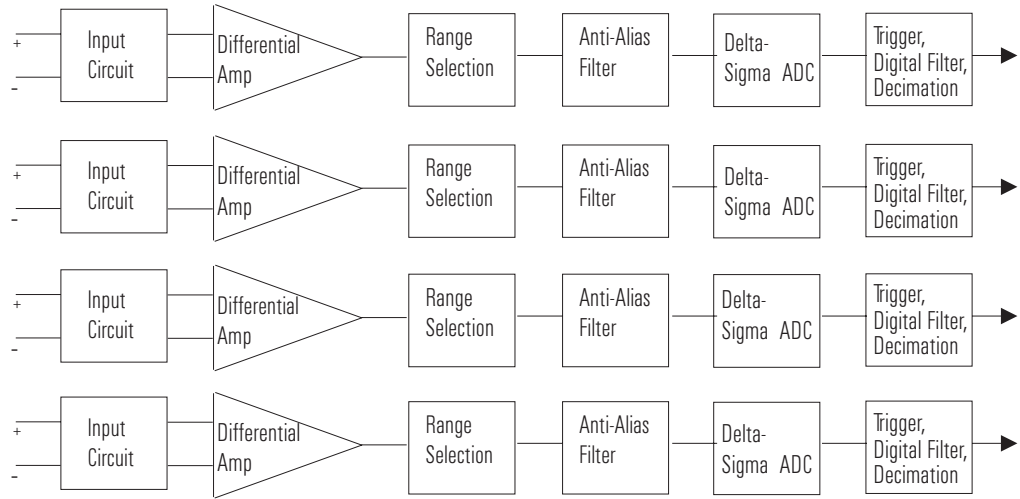 +
-
Input
Circuit
Differential
Amp
Range
Selection
Anti-Alias
Filter
Delta-
Sigma ADC
Trigger,
Digital Filter,
Decimation
+
-
Input
Circuit
Differential
Amp
Range
Selection
Anti-Alias
Filter
Delta-
Sigma ADC
Trigger,
Digital Filter,
Decimation
+
-
Input
Circuit
Differential
Amp
Range
Selection
Anti-Alias
Filter
Delta-
Sigma ADC
Trigger,
Digital Filter,
Decimation
+
-
Input
Circuit
Differential
Amp
Range
Selection
Anti-Alias
Filter
Delta-
Sigma ADC
Trigger,
Digital Filter,
Decimation